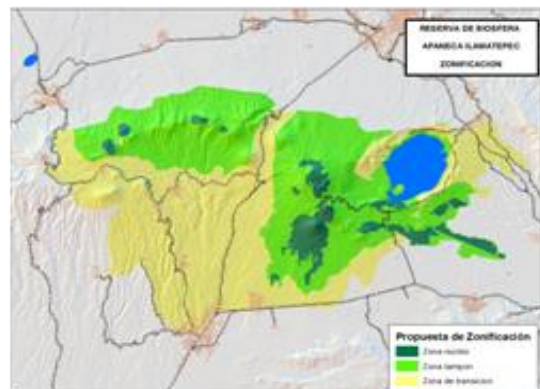 RESERVA DE BIOSFERA
APANECA ILAMATEPEC
ZONIFICACION
Propuesta de Zonificación
Zona nucleo
Zona tampon
Zona de transicion